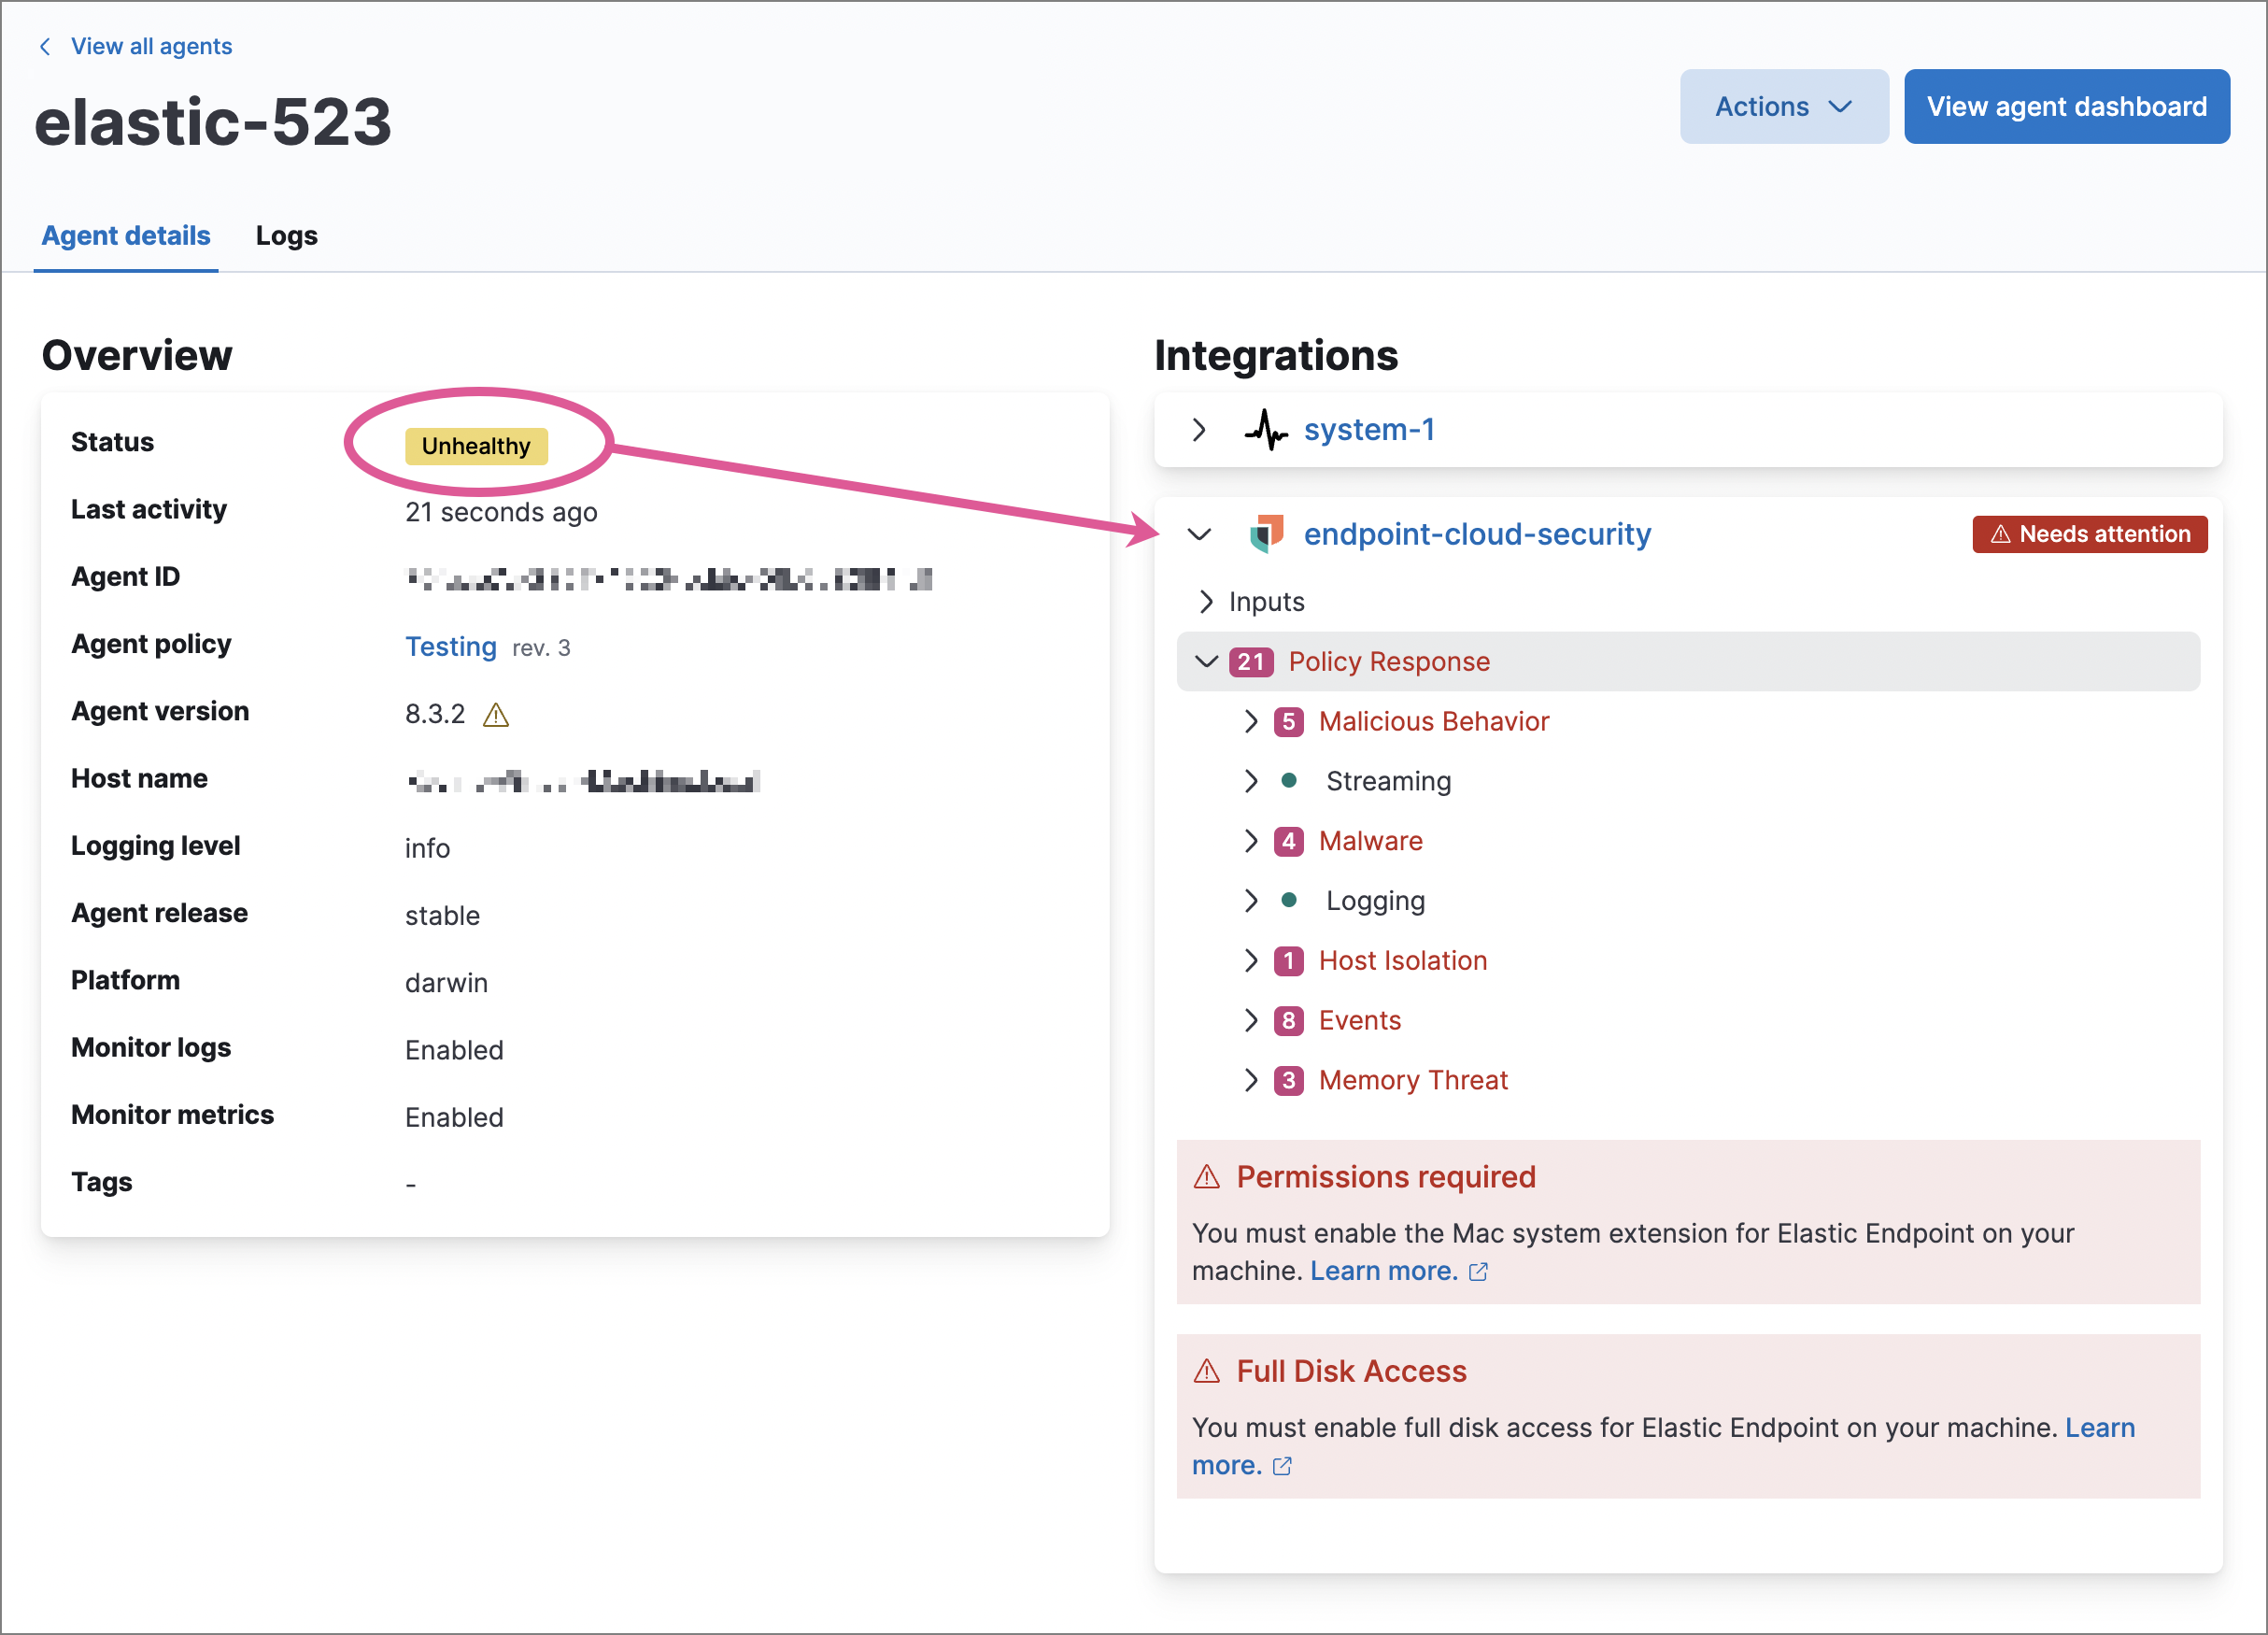 View all agents
elastic-523
Actions
View agent dashboard
Agent details
Logs
Overview
Status Unhealthy
Last activity 21 seconds ago
Agent ID
Agent policy Testing rev. 3
Agent version 8.3.2
Host name
Logging level info
Agent release stable
Platform darwin
Monitor logs Enabled
Monitor metrics Enabled
Tags -
Integrations
system-1
endpoint-cloud-security Needs attention
Inputs
21 Policy Response
5 Malicious Behavior
Streaming
4 Malware
Logging
1 Host Isolation
8 Events
3 Memory Threat
Permissions required
You must enable the Mac system extension for Elastic Endpoint on your
machine. Learn more.
Full Disk Access
You must enable full disk access for Elastic Endpoint on your machine. Learn
more.